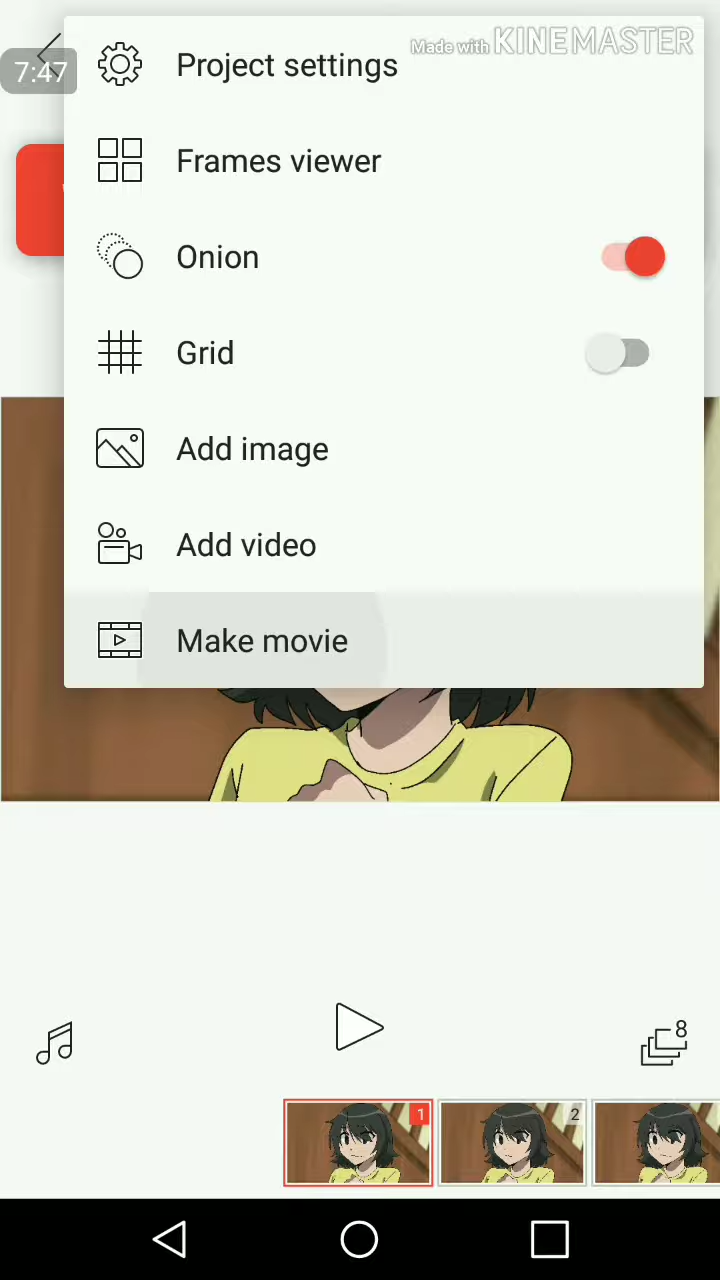 Made with KINEMASTER
7:47
Project settings
Frames viewer
Onion
Grid
Add image
Add video
Make movie
8
1
2